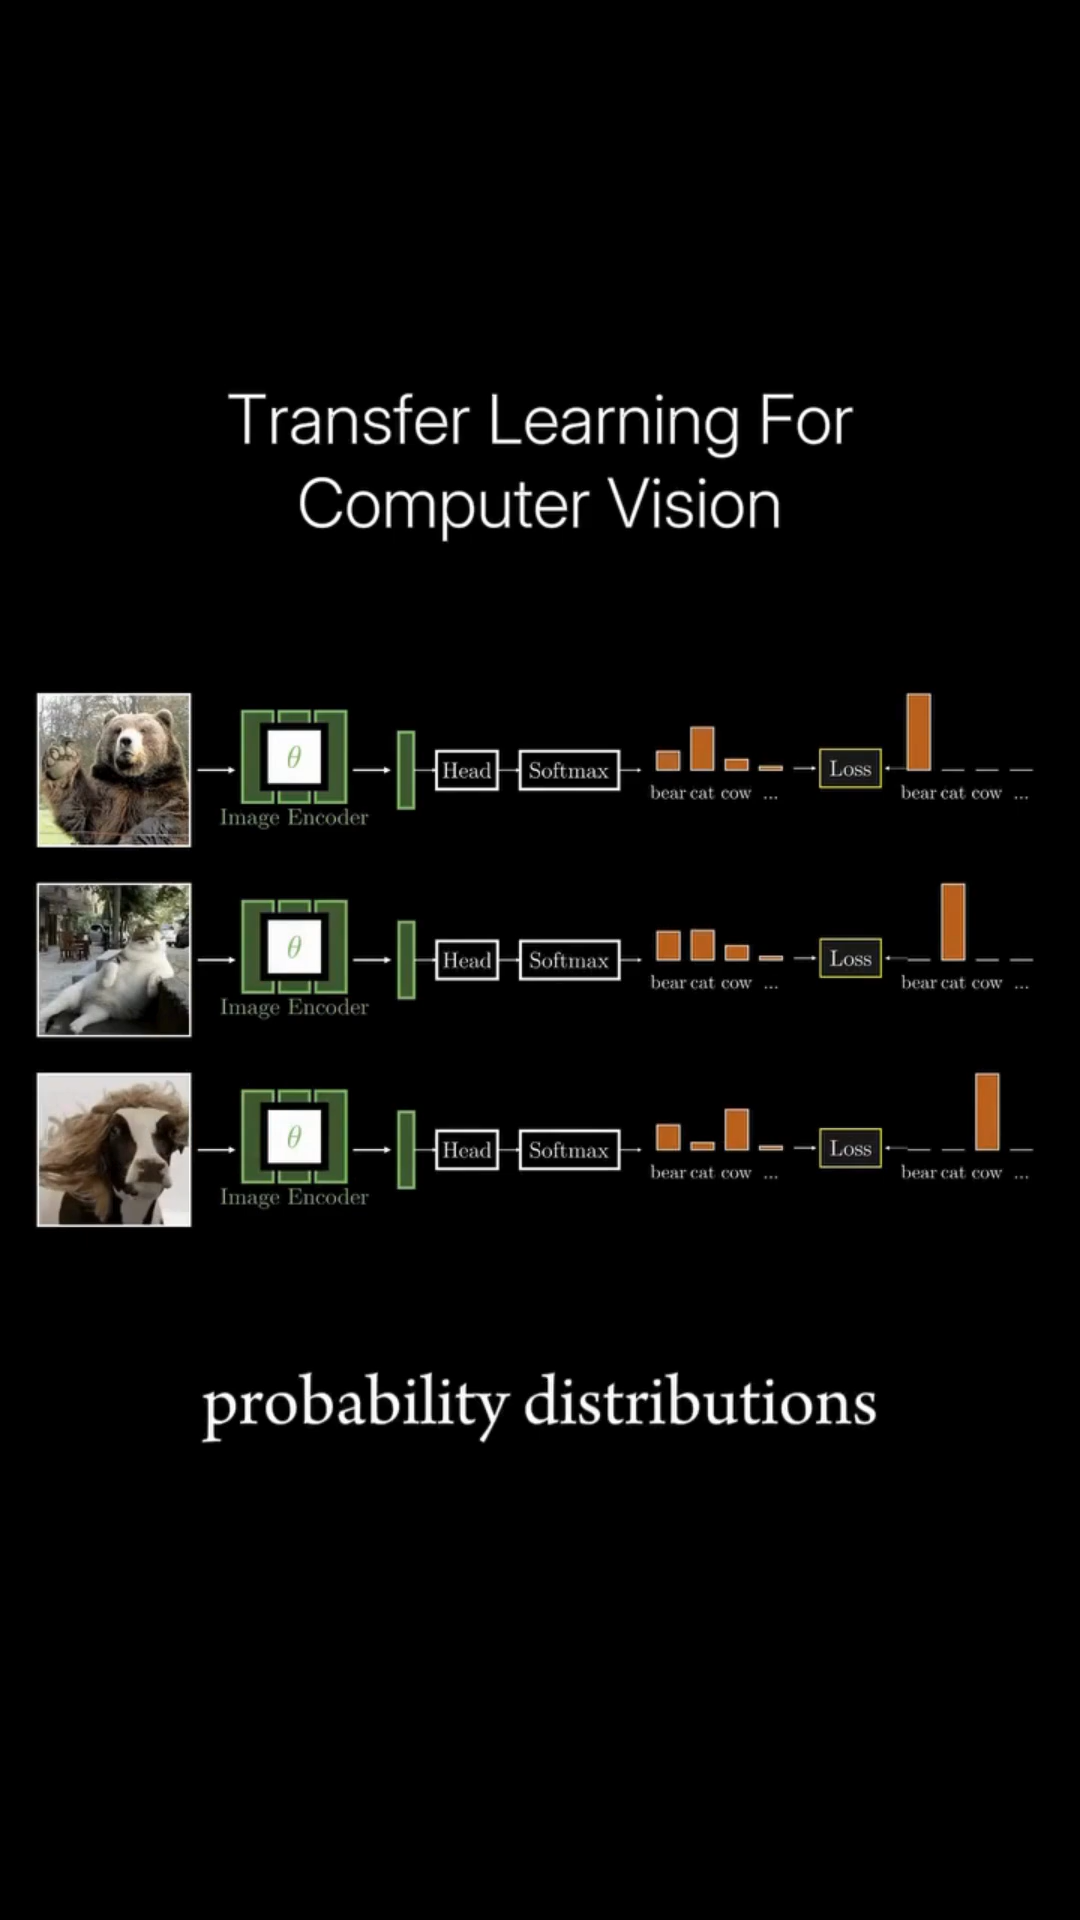 Transfer Learning For
Computer Vision
θ
Image Encoder
Head
Softmax
bear cat cow ...
Loss
bear cat cow ...
θ
Image Encoder
Head
Softmax
bear cat cow ...
Loss
bear cat cow ...
θ
Image Encoder
Head
Softmax
bear cat cow ...
Loss
bear cat cow ...
probability distributions